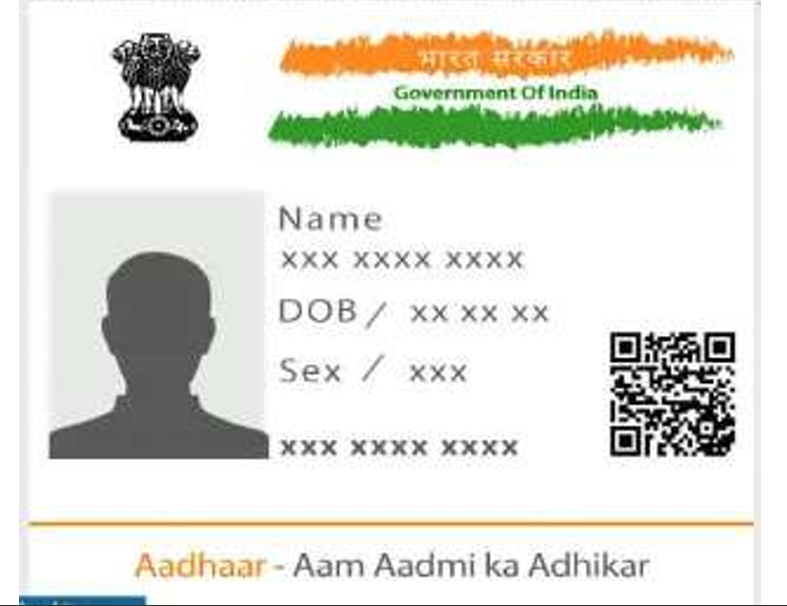 भारत सरकार
Government Of India
Name
xxx xxxx xxxx
DOB / xx xx xx
Sex / xxx
xxx xxxx xxxx
Aadhaar - Aam Aadmi ka Adhikar